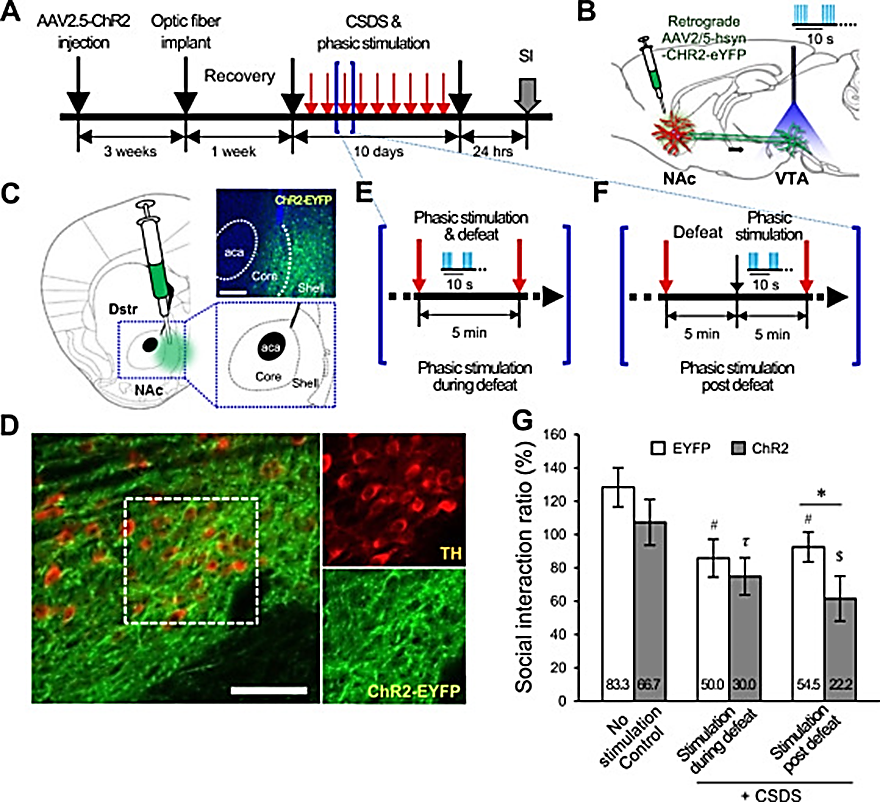 A
AAV2.5-ChR2
injection
Optic fiber
implant
Recovery
CSDS &
phasic stimulation
SI
3 weeks
1 week
10 days
24 hrs
B
Retrograde
AAV2/5-hsyn
-CHR2-eYFP
10 s
NAc
VTA
C
Dstr
NAc
ChR2-EYFP
aca
Core
Shell
aca
Core
Shell
E
Phasic stimulation
& defeat
10 s
5 min
Phasic stimulation
during defeat
F
Defeat
Phasic
stimulation
10 s
5 min
5 min
Phasic stimulation
post defeat
D
TH
ChR2-EYFP
G
Social interaction ratio (%)
160
140
120
100
80
60
40
20
0
EYFP
ChR2
#
τ
#
*
$
83.3
66.7
50.0
30.0
54.5
22.2
No
stimulation
Control
Stimulation
during defeat
Stimulation
post defeat
+ CSDS